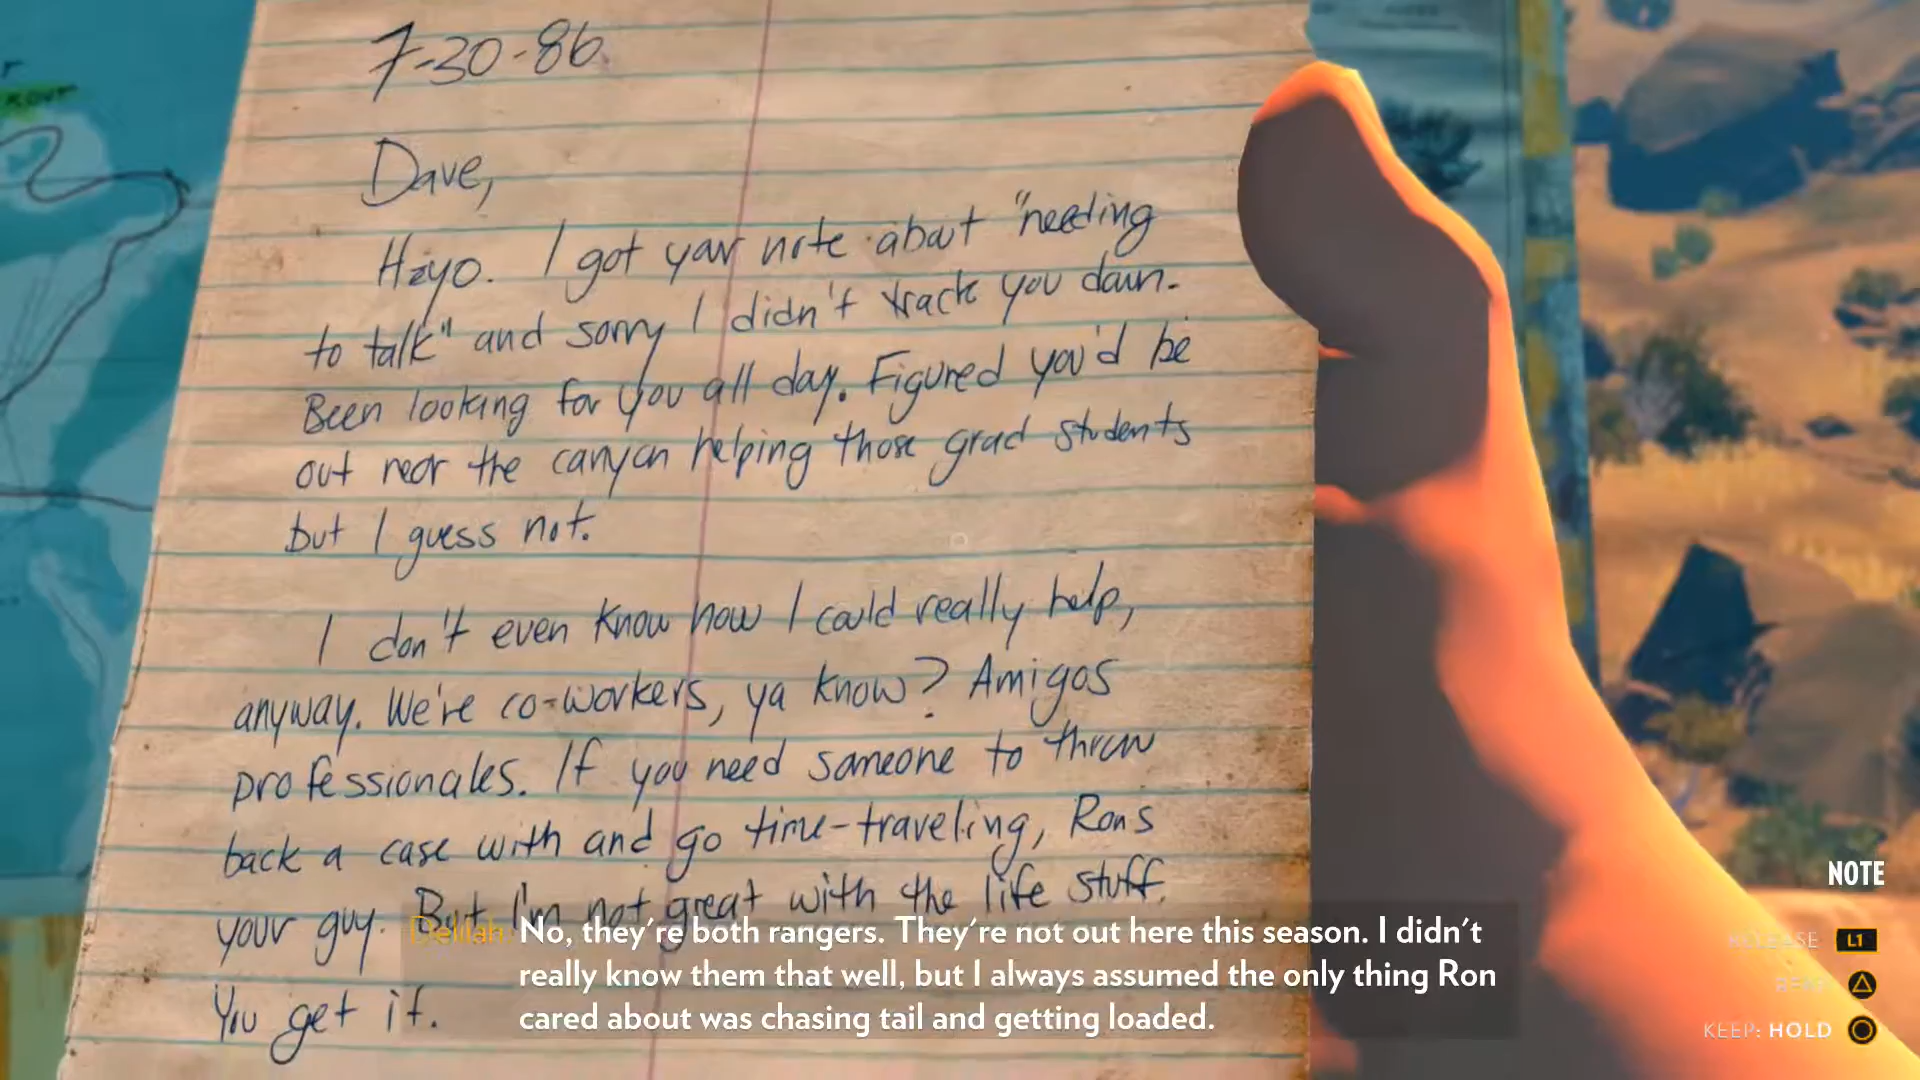 7-30-86
Dave,
Heyo. I got your note about "needing
to talk" and sorry I didn't track you down.
Been looking for you all day. Figured you'd be
out near the canyon helping those grad students
but I guess not.
I don't even know how I could really help,
anyway. We're co-workers, ya know? Amigos
professionales. If you need someone to throw
back a case with and go time-traveling, Rons
your guy. But I'm not great with the life stuff.
You get it.
Delilah: No, they're both rangers. They're not out here this season. I didn't
really know them that well, but I always assumed the only thing Ron
cared about was chasing tail and getting loaded.
NOTE
RELEASE L1
READ
KEEP: HOLD